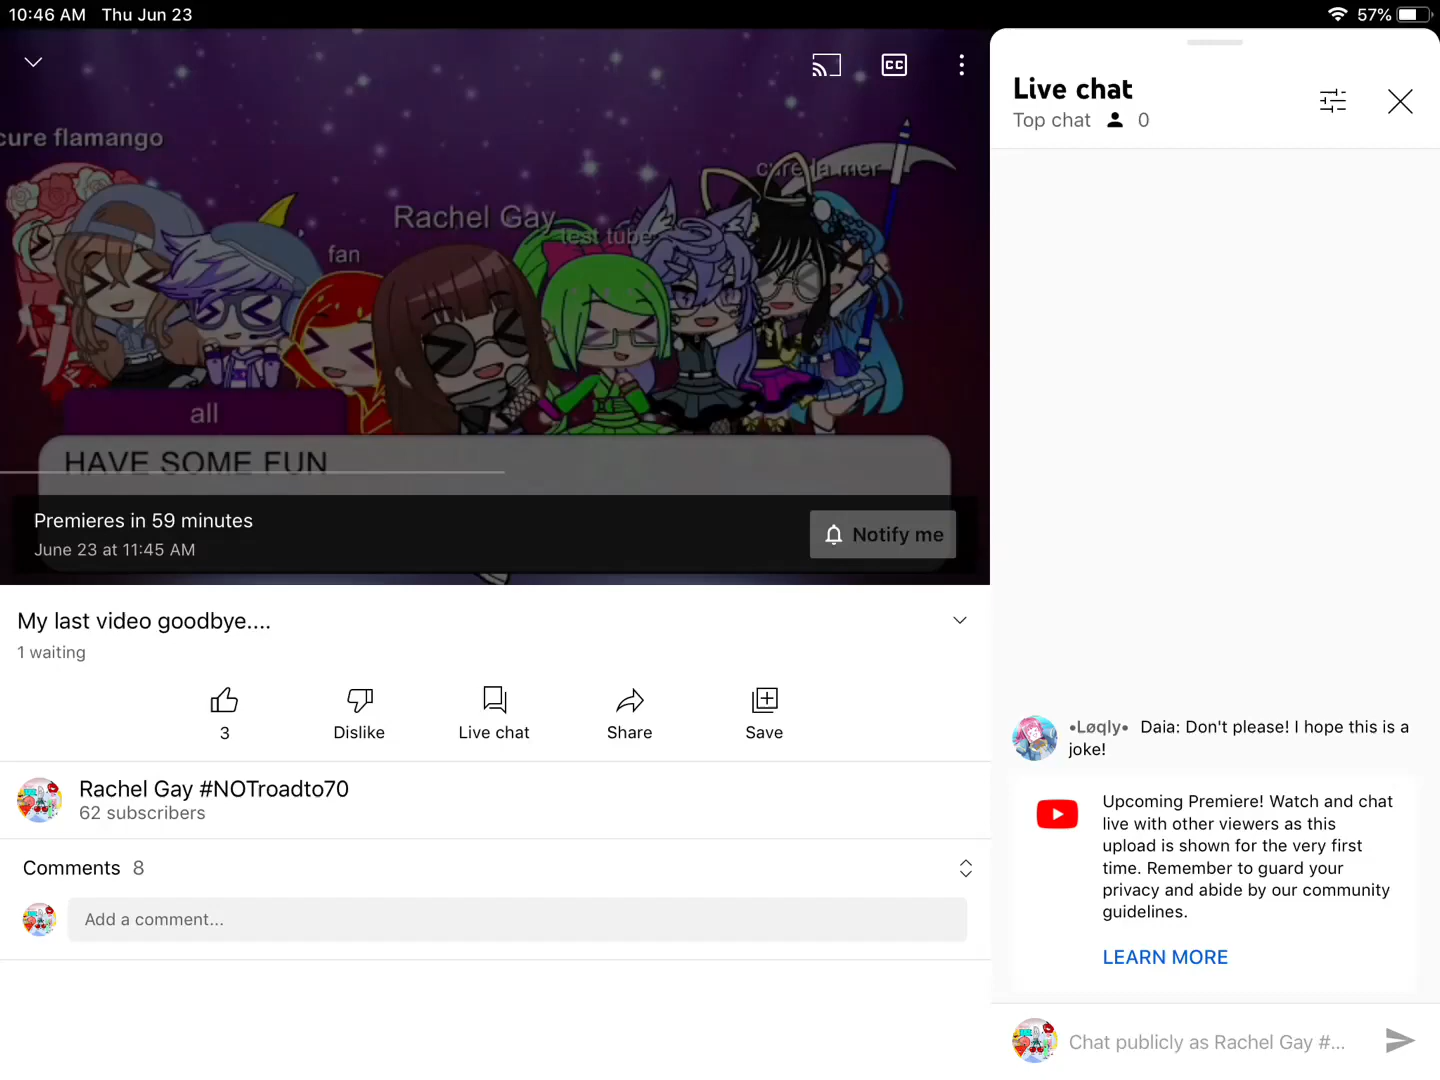 10:46 AM Thu Jun 23
57%
CC
cure flamango
cure la mer
Rachel Gay
test tube
fan
all
HAVE SOME FUN
Premieres in 59 minutes
June 23 at 11:45 AM
Notify me
My last video goodbye....
1 waiting
3
Dislike
Live chat
Share
Save
Rachel Gay #NOTroadto70
62 subscribers
Comments 8
Add a comment...
Live chat
Top chat 0
•Løqly• Daia: Don't please! I hope this is a
joke!
Upcoming Premiere! Watch and chat
live with other viewers as this
upload is shown for the very first
time. Remember to guard your
privacy and abide by our community
guidelines.
LEARN MORE
Chat publicly as Rachel Gay #...